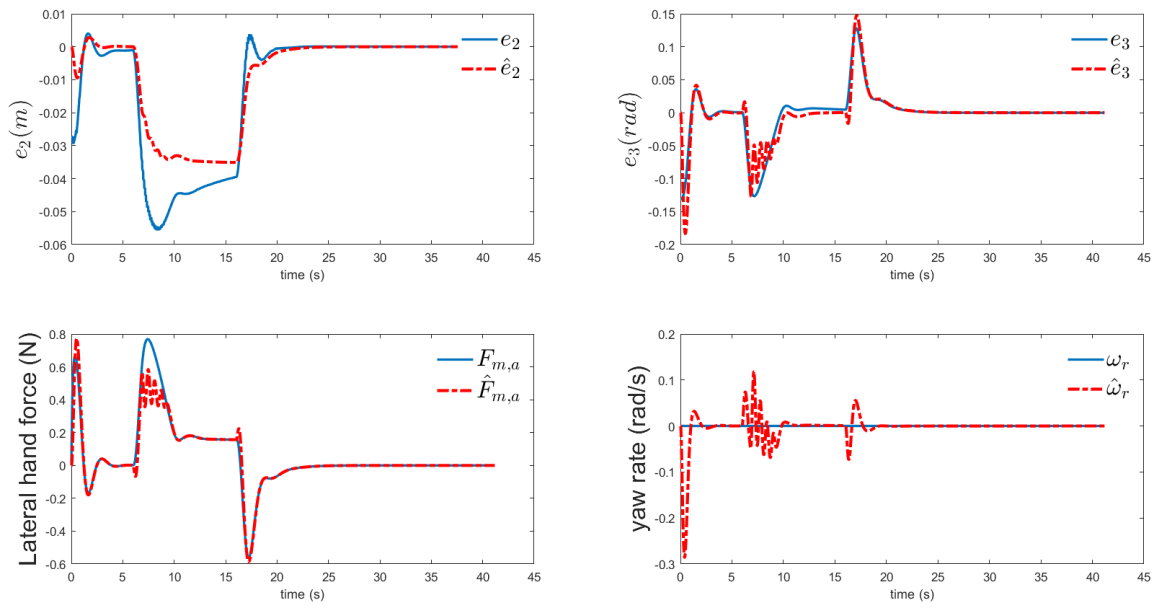 0.01
0
-0.01
-0.02
-0.03
-0.04
-0.05
-0.06
e₂(m)
0 5 10 15 20 25 30 35 40 45
time (s)
e₂
ê₂
0.15
0.1
0.05
0
-0.05
-0.1
-0.15
-0.2
e₃(rad)
0 5 10 15 20 25 30 35 40 45
time (s)
e₃
ê₃
0.8
0.6
0.4
0.2
0
-0.2
-0.4
-0.6
Lateral hand force (N)
0 5 10 15 20 25 30 35 40 45
time (s)
F_{m,a}
F̂_{m,a}
0.2
0.1
0
-0.1
-0.2
-0.3
yaw rate (rad/s)
0 5 10 15 20 25 30 35 40 45
time (s)
ω_r
ω̂_r